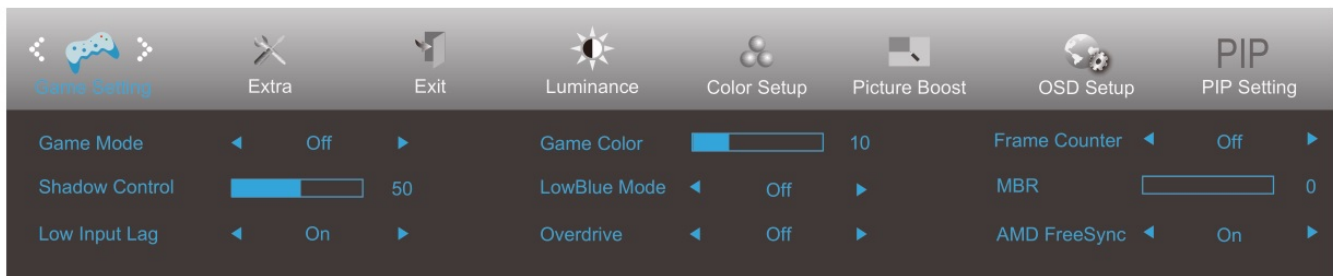 Game Setting Extra Exit Luminance Color Setup Picture Boost OSD Setup PIP PIP Setting
Game Mode Off Game Color 10 Frame Counter Off
Shadow Control 50 LowBlue Mode Off MBR 0
Low Input Lag On Overdrive Off AMD FreeSync On